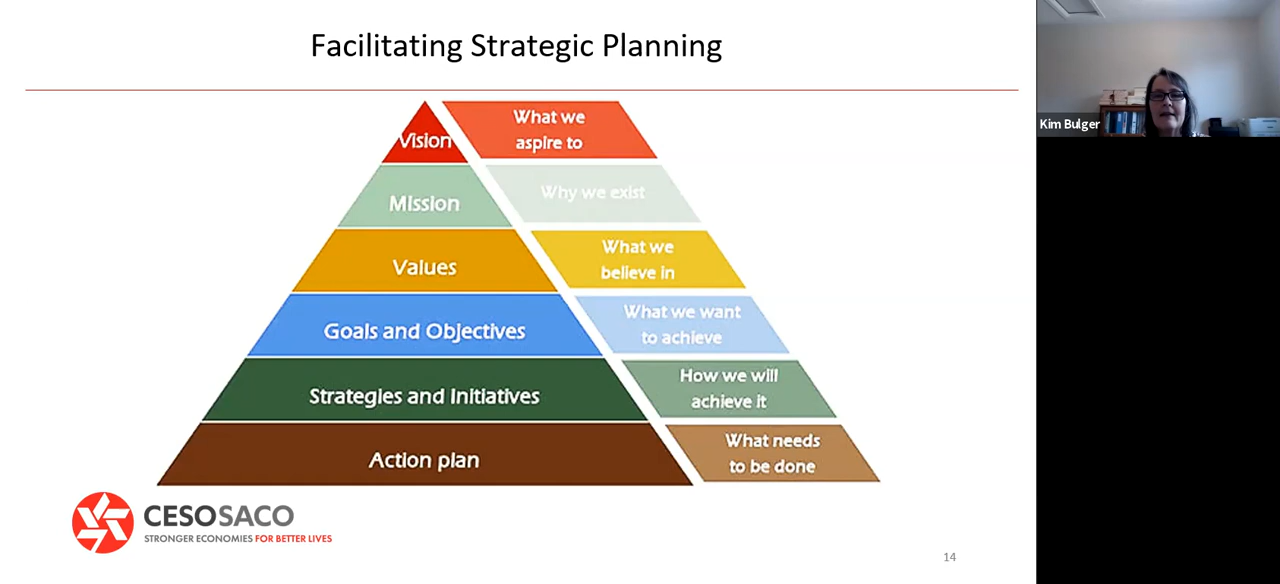 Facilitating Strategic Planning
Vision
What we
aspire to
Mission
Why we exist
Values
What we
believe in
Goals and Objectives
What we want
to achieve
Strategies and Initiatives
How we will
achieve it
Action plan
What needs
to be done
CESOSACO
STRONGER ECONOMIES FOR BETTER LIVES
14
Kim Bulger